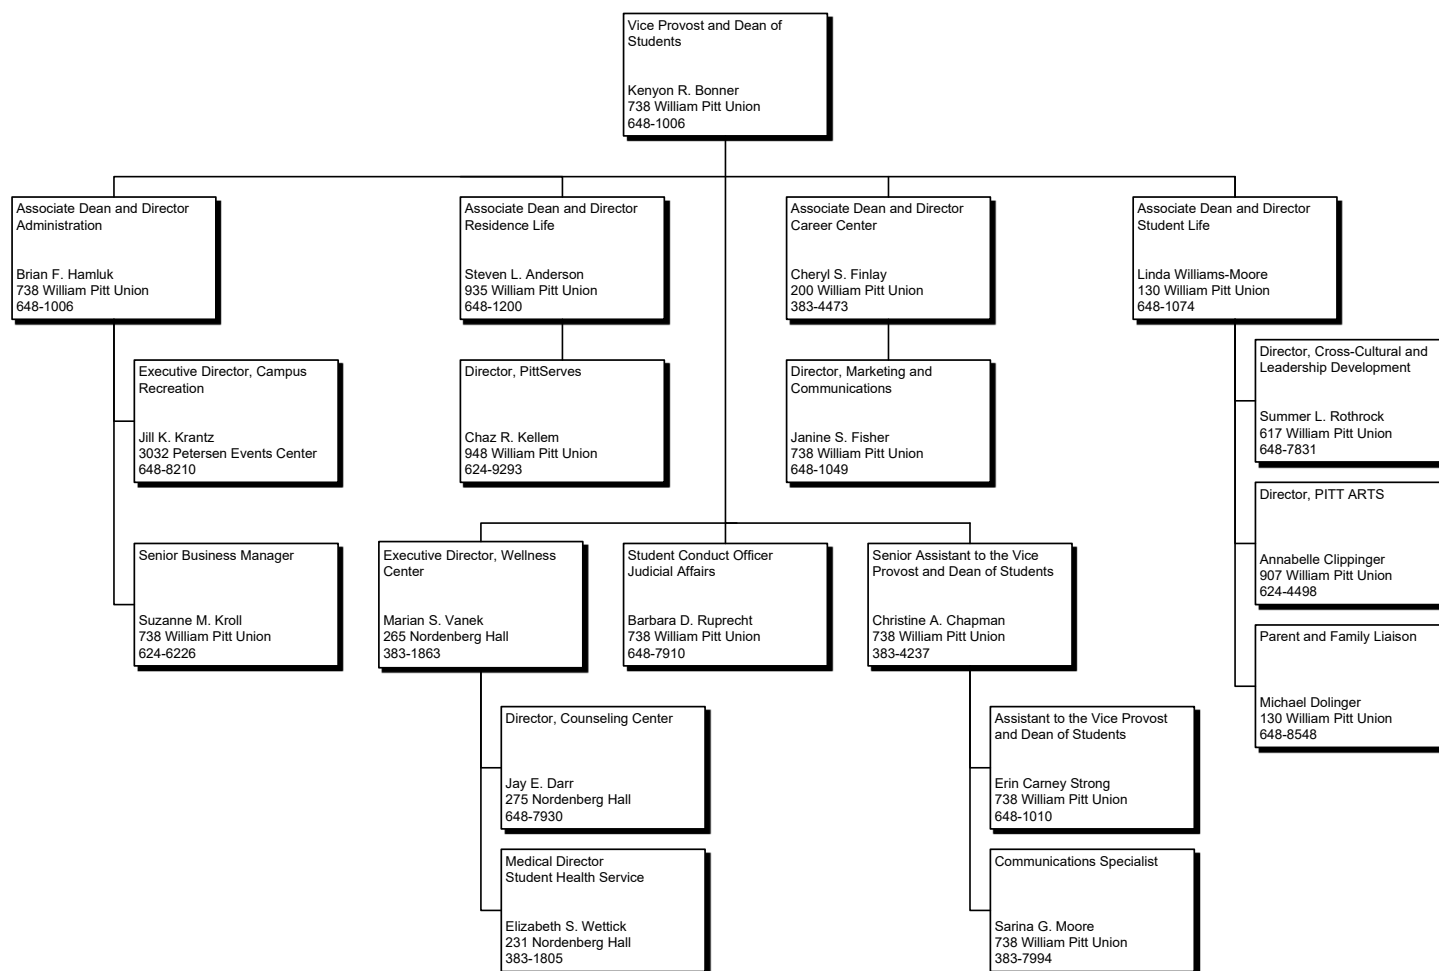 Vice Provost and Dean of
Students
Kenyon R. Bonner
738 William Pitt Union
648-1006
Associate Dean and Director
Administration
Brian F. Hamluk
738 William Pitt Union
648-1006
Associate Dean and Director
Residence Life
Steven L. Anderson
935 William Pitt Union
648-1200
Associate Dean and Director
Career Center
Cheryl S. Finlay
200 William Pitt Union
383-4473
Associate Dean and Director
Student Life
Linda Williams-Moore
130 William Pitt Union
648-1074
Executive Director, Campus
Recreation
Jill K. Krantz
3032 Petersen Events Center
648-8210
Director, PittServes
Chaz R. Kellem
948 William Pitt Union
624-9293
Director, Marketing and
Communications
Janine S. Fisher
738 William Pitt Union
648-1049
Director, Cross-Cultural and
Leadership Development
Summer L. Rothrock
617 William Pitt Union
648-7831
Director, PITT ARTS
Annabelle Clippinger
907 William Pitt Union
624-4498
Parent and Family Liaison
Michael Dolinger
130 William Pitt Union
648-8548
Senior Business Manager
Suzanne M. Kroll
738 William Pitt Union
624-6226
Executive Director, Wellness
Center
Marian S. Vanek
265 Nordenberg Hall
383-1863
Student Conduct Officer
Judicial Affairs
Barbara D. Ruprecht
738 William Pitt Union
648-7910
Senior Assistant to the Vice
Provost and Dean of Students
Christine A. Chapman
738 William Pitt Union
383-4237
Director, Counseling Center
Jay E. Darr
275 Nordenberg Hall
648-7930
Medical Director
Student Health Service
Elizabeth S. Wettick
231 Nordenberg Hall
383-1805
Assistant to the Vice Provost
and Dean of Students
Erin Carney Strong
738 William Pitt Union
648-1010
Communications Specialist
Sarina G. Moore
738 William Pitt Union
383-7994